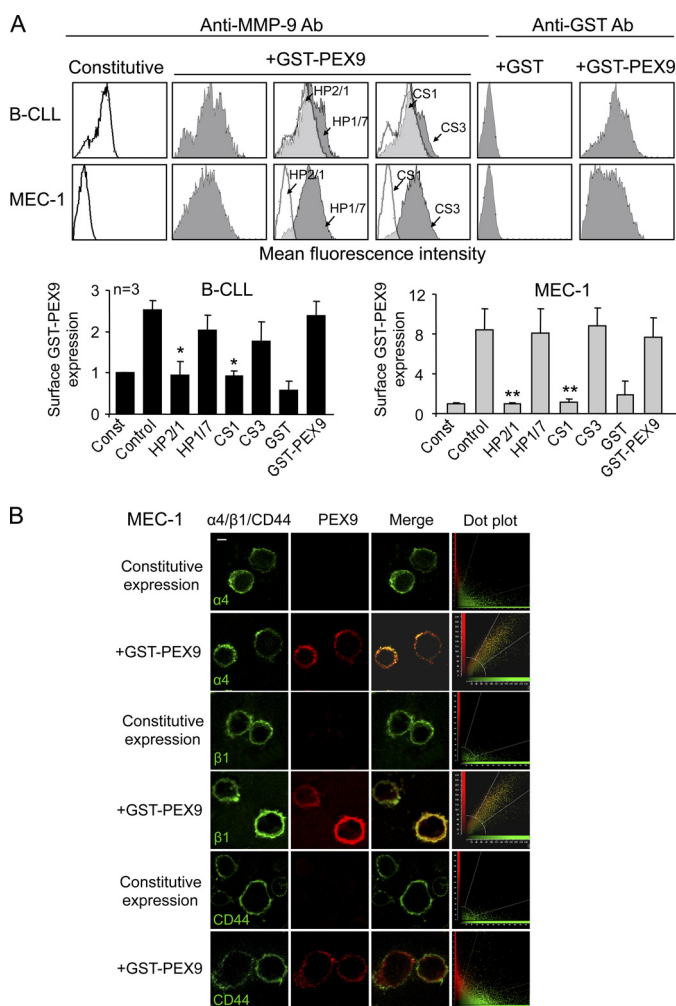 A
Anti-MMP-9 Ab
Anti-GST Ab
Constitutive
+GST-PEX9
+GST
+GST-PEX9
B-CLL
HP2/1
HP1/7
CS1
CS3
MEC-1
HP2/1
HP1/7
CS1
CS3
Mean fluorescence intensity
Surface GST-PEX9
expression
3
2
1
0
n=3
B-CLL
Const
Control
HP2/1
HP1/7
CS1
CS3
GST
GST-PEX9
*
*
Surface GST-PEX9
expression
12
8
4
0
MEC-1
Const
Control
HP2/1
HP1/7
CS1
CS3
GST
GST-PEX9
**
**
B
MEC-1
α4/β1/CD44
PEX9
Merge
Dot plot
Constitutive
expression
α4
+GST-PEX9
α4
Constitutive
expression
β1
+GST-PEX9
β1
Constitutive
expression
CD44
+GST-PEX9
CD44